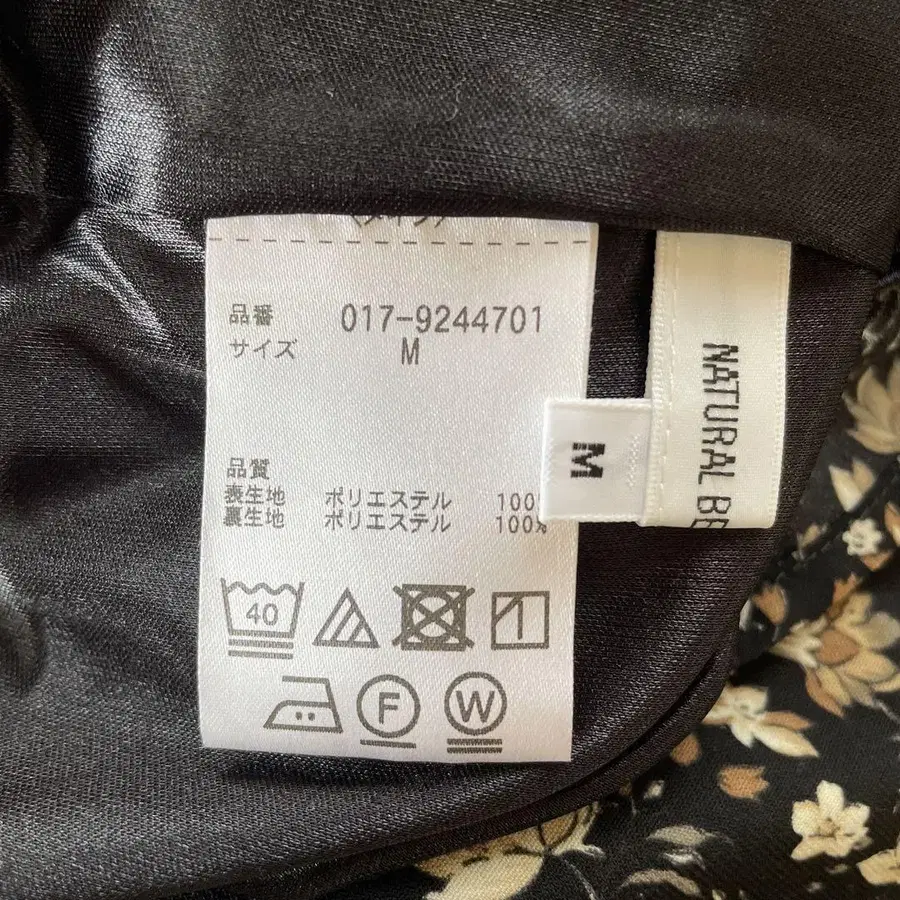 品番 017-9244701
サイズ M
品質
表生地 ポリエステル 100%
裏生地 ポリエステル 100%
40
F
W
M
NATURAL BE